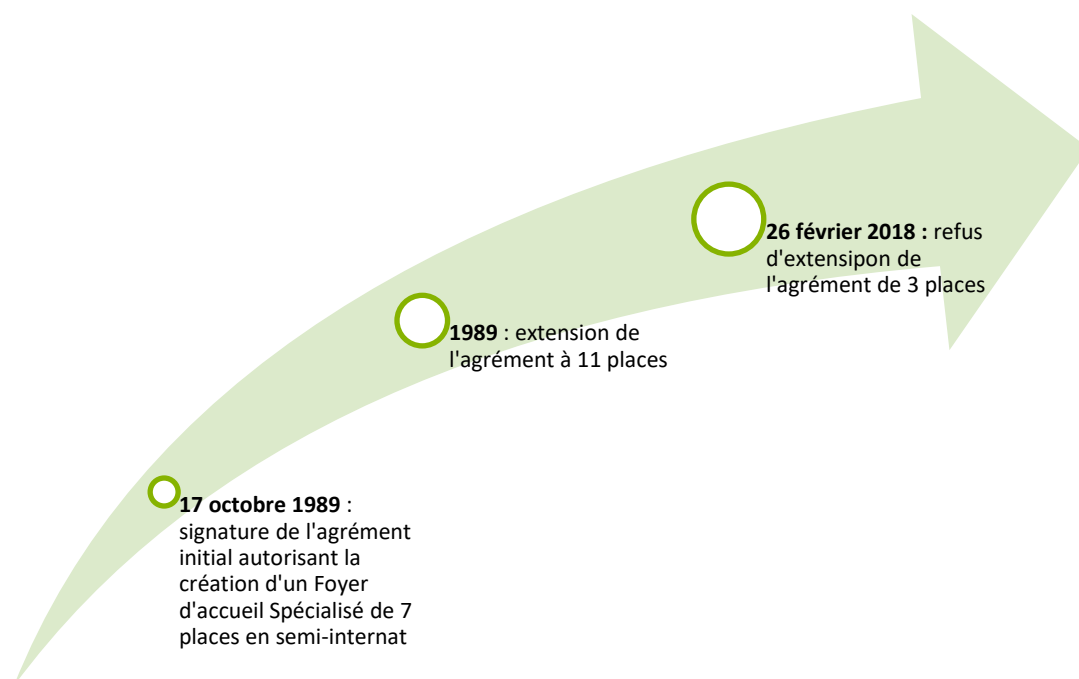 26 février 2018 : refus
d'extensipon de
l'agrément de 3 places
1989 : extension de
l'agrément à 11 places
17 octobre 1989 :
signature de l'agrément
initial autorisant la
création d'un Foyer
d'accueil Spécialisé de 7
places en semi-internat